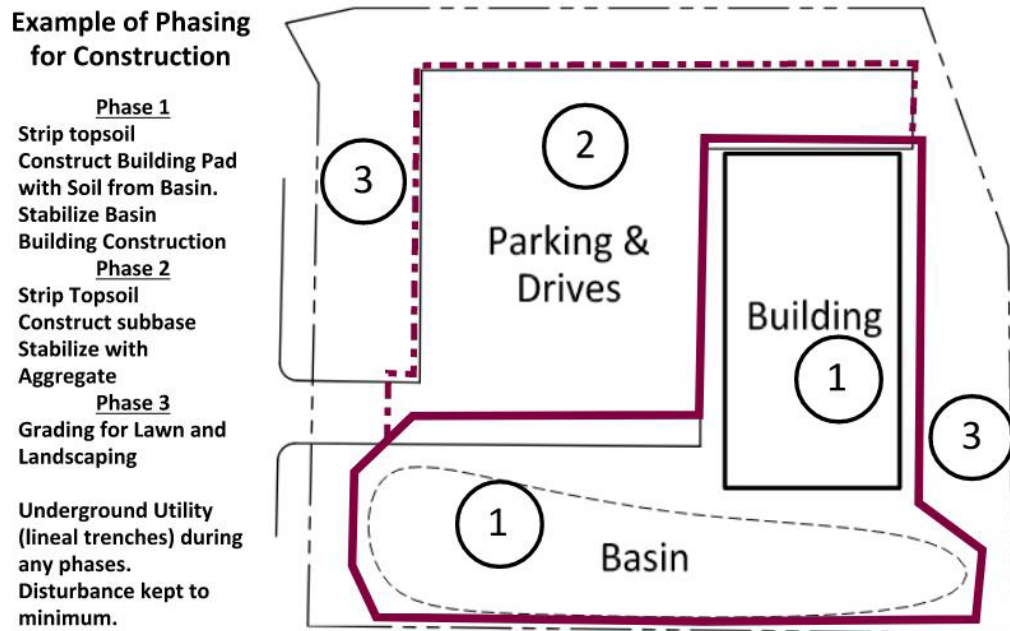 Example of Phasing
for Construction
Phase 1
Strip topsoil
Construct Building Pad
with Soil from Basin.
Stabilize Basin
Building Construction
Phase 2
Strip Topsoil
Construct subbase
Stabilize with
Aggregate
Phase 3
Grading for Lawn and
Landscaping
Underground Utility
(lineal trenches) during
any phases.
Disturbance kept to
minimum.
2
3
Parking &
Drives
Building
1
3
1
Basin